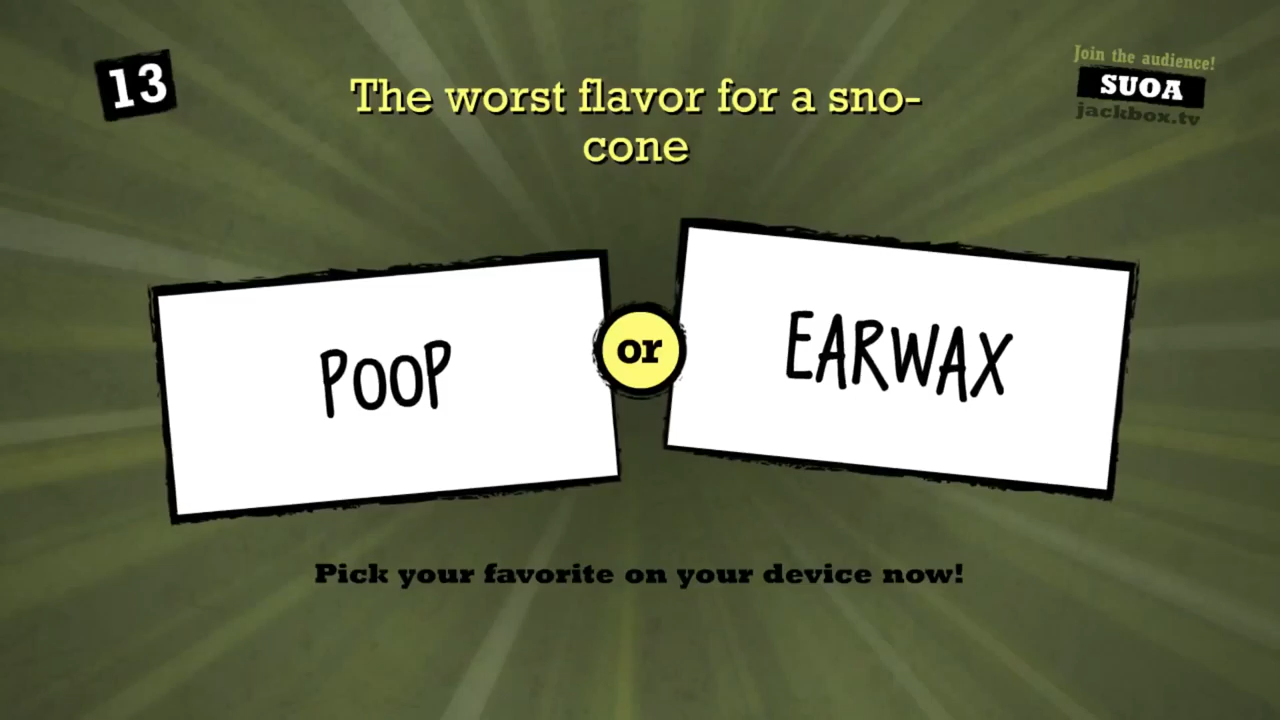 13
The worst flavor for a sno-
cone
Join the audience!
SUOA
jackbox.tv
POOP
or
EARWAX
Pick your favorite on your device now!